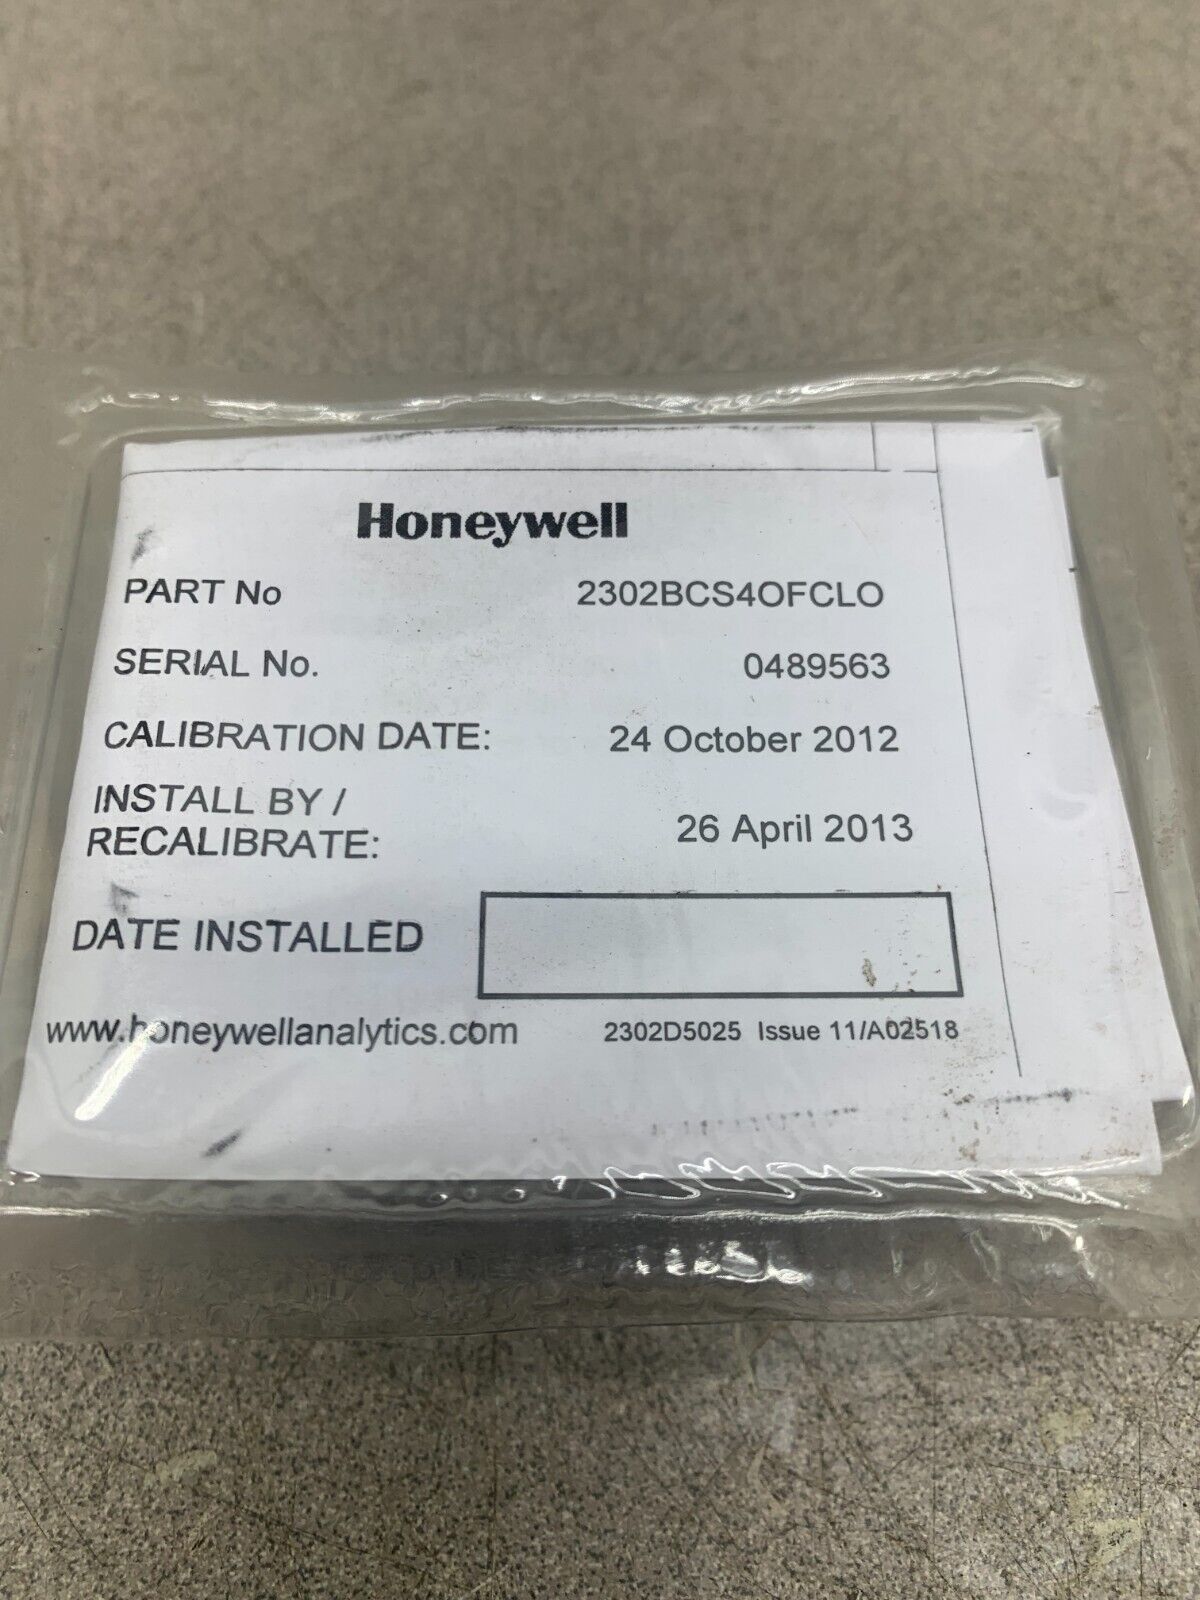 Honeywell
PART No 2302BCS4OFCLO
SERIAL No. 0489563
CALIBRATION DATE: 24 October 2012
INSTALL BY /
RECALIBRATE: 26 April 2013
DATE INSTALLED
www.honeywellanalytics.com 2302D5025 Issue 11/A02518